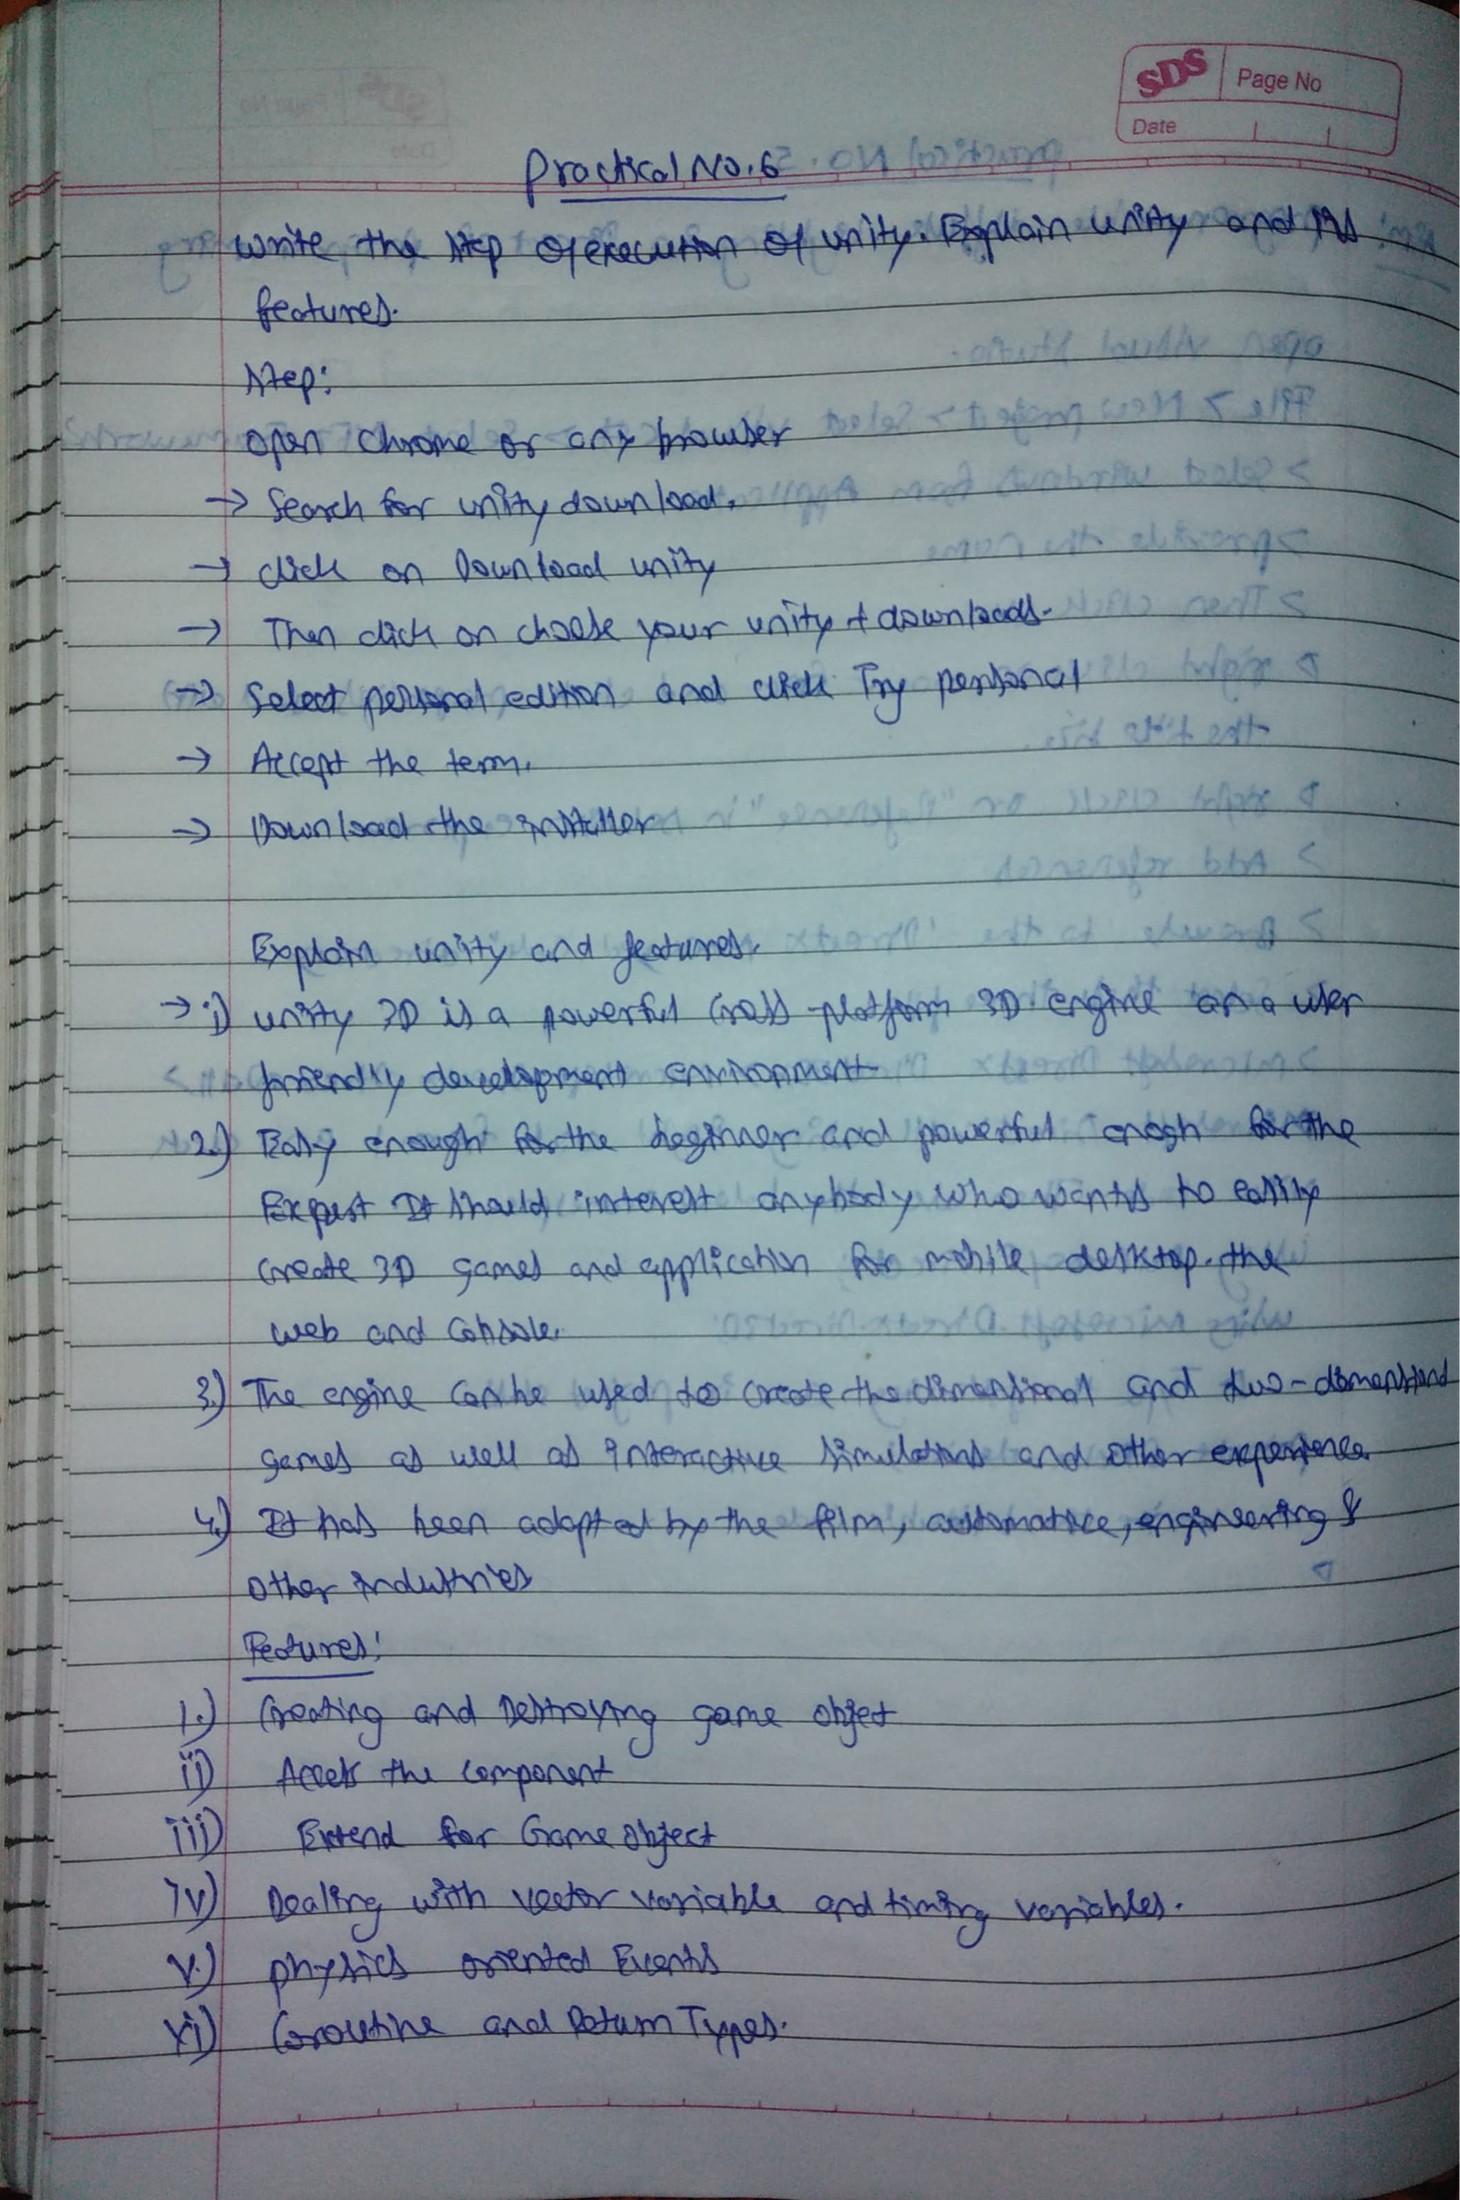 SDS Page No
Date
Practical No. 6
Write the step of execution of unity. Explain unity and its
features.
Step:
open chrome or any browser
→ Search for unity download.
→ click on Download unity
→ Then click on choose your unity + downloads.
→ Select personal edition and click Try personal
→ Accept the term.
→ Download the installer
Explain unity and features.
→ i) unity 3D is a powerful cross-platform 3D engine an a user
friendly development environment
2.) Easy enough for the beginner and powerful enogh for the
Expert It should interest anybody who wants to easily
create 3D games and application for mobile desktop. the
web and console.
3.) The engine can be used to create the dimensional and two-dimensional
games as well as interactive simulations and other experience.
4.) It has been adopted by the film, automative, engineering &
other industries
Features:
1.) Creating and Destroying game object
ii) Access the component
iii) Extend for Game object
iv) Dealing with vector variable and timing variables.
v.) physics oriented Events
vi) Coroutine and Return Types.